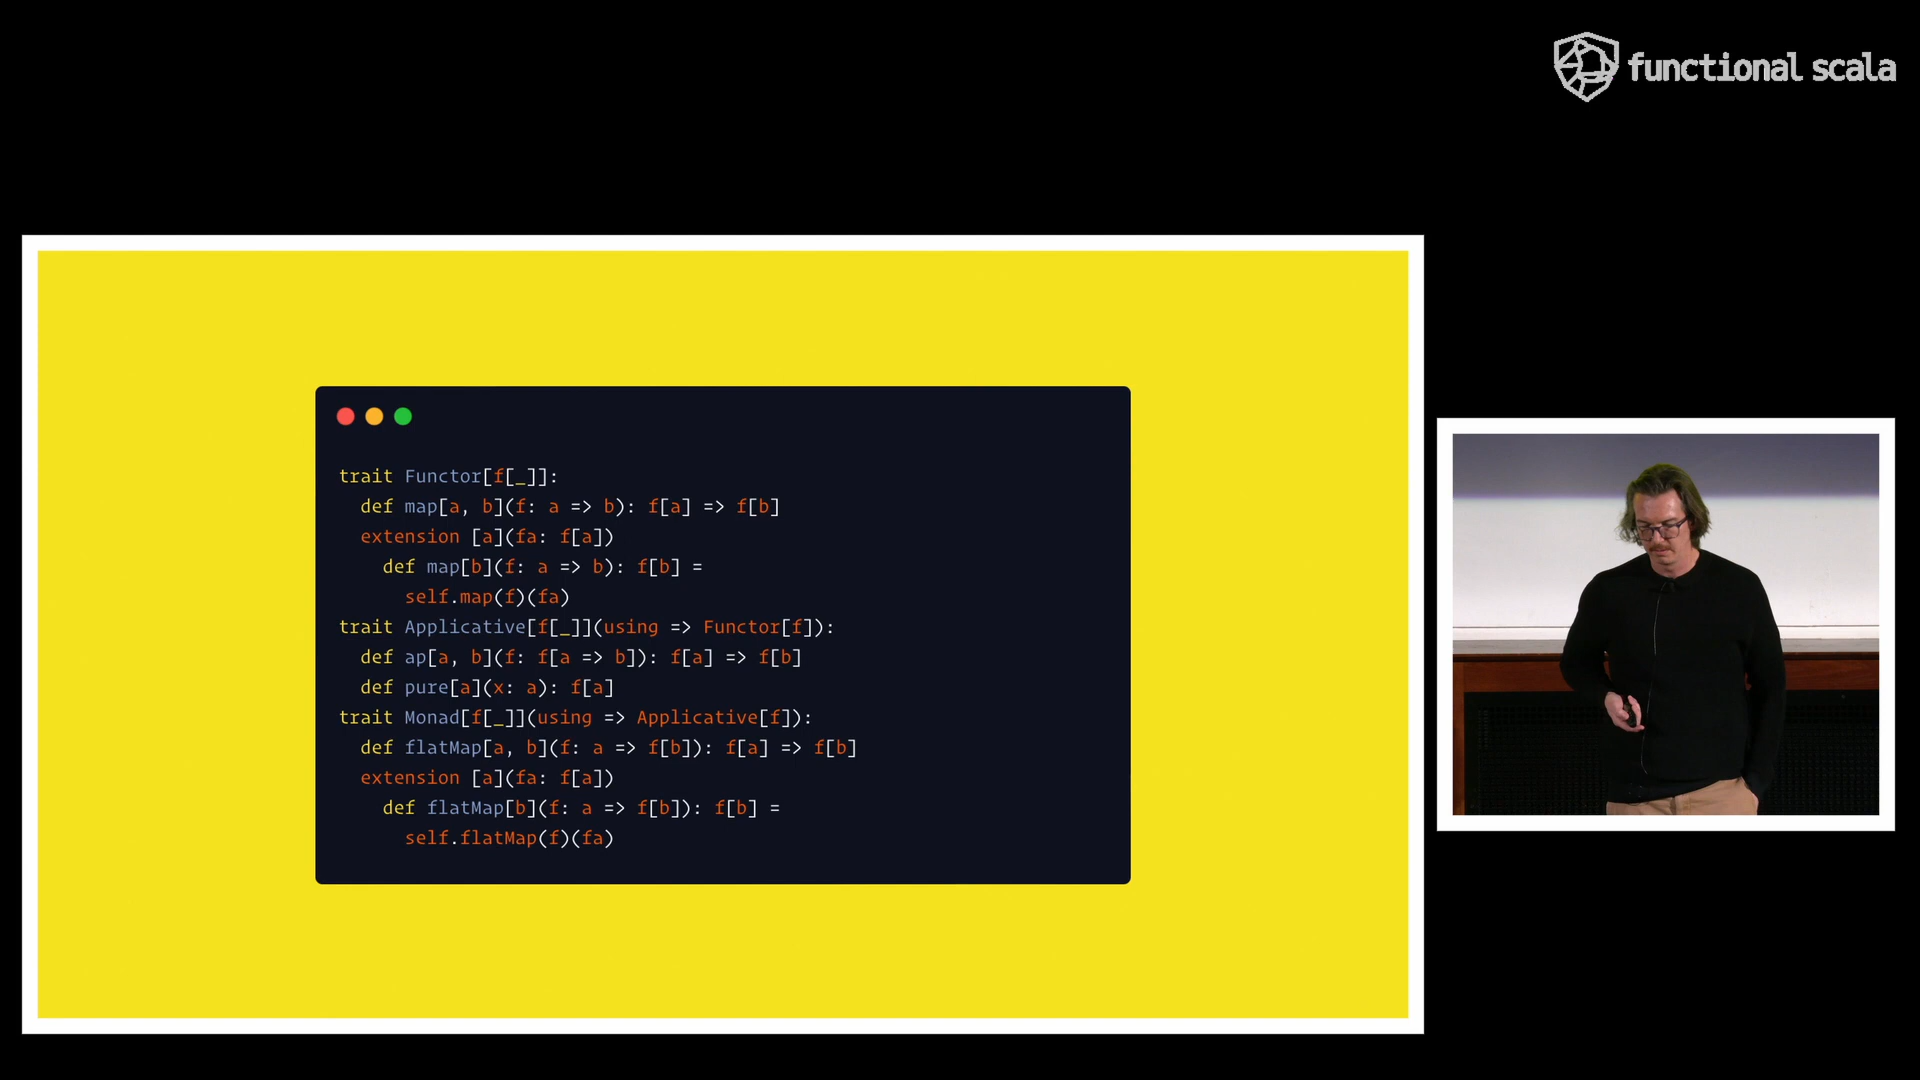 functional scala
trait Functor[f[_]]:
  def map[a, b](f: a => b): f[a] => f[b]
  extension [a](fa: f[a])
    def map[b](f: a => b): f[b] =
      self.map(f)(fa)
trait Applicative[f[_]](using => Functor[f]):
  def ap[a, b](f: f[a => b]): f[a] => f[b]
  def pure[a](x: a): f[a]
trait Monad[f[_]](using => Applicative[f]):
  def flatMap[a, b](f: a => f[b]): f[a] => f[b]
  extension [a](fa: f[a])
    def flatMap[b](f: a => f[b]): f[b] =
      self.flatMap(f)(fa)